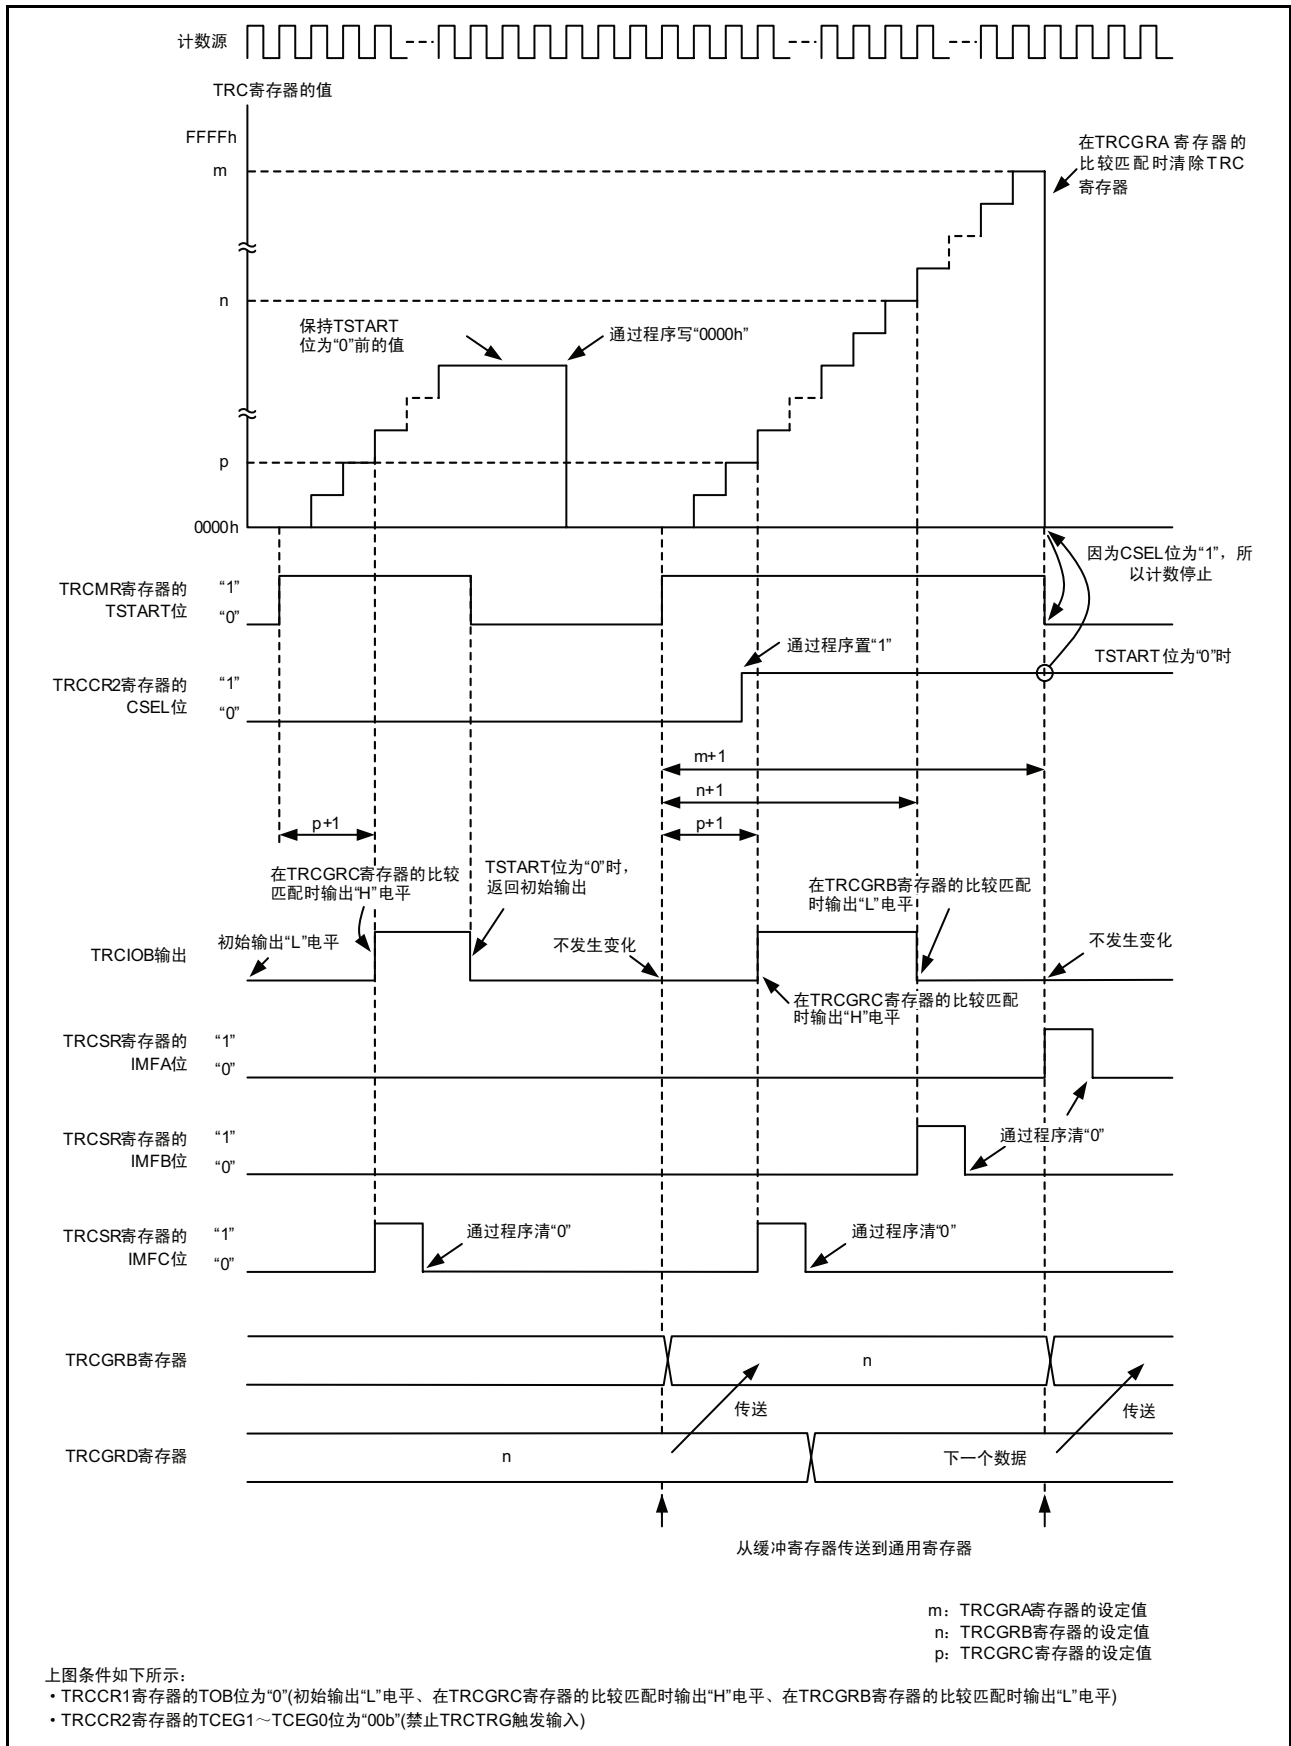 计数源
TRC寄存器的值
FFFFh
m
在TRCGRA 寄存器的
比较匹配时清除TRC
寄存器
n
保持TSTART
位为“0”前的值
通过程序写“0000h”
p
0000h
因为CSEL位为“1”，所
以计数停止
TRCMR寄存器的
TSTART位
“1”
“0”
通过程序置“1”
TSTART位为“0”时
TRCCR2寄存器的
CSEL位
“1”
“0”
m+1
n+1
p+1
p+1
在TRCGRC寄存器的比较
匹配时输出“H”电平
TSTART位为“0”时，
返回初始输出
在TRCGRB寄存器的比较匹配
时输出“L”电平
初始输出“L”电平
不发生变化
不发生变化
TRCIOB输出
在TRCGRC寄存器的比较匹配
时输出“H”电平
TRCSR寄存器的
IMFA位
“1”
“0”
通过程序清“0”
TRCSR寄存器的
IMFB位
“1”
“0”
TRCSR寄存器的
IMFC位
“1”
“0”
通过程序清“0”
通过程序清“0”
TRCGRB寄存器
n
传送
传送
TRCGRD寄存器
n
下一个数据
从缓冲寄存器传送到通用寄存器
m：TRCGRA寄存器的设定值
n：TRCGRB寄存器的设定值
p：TRCGRC寄存器的设定值
上图条件如下所示：
・TRCCR1寄存器的TOB位为“0”(初始输出“L”电平、在TRCGRC寄存器的比较匹配时输出“H”电平、在TRCGRB寄存器的比较匹配时输出“L”电平)
・TRCCR2寄存器的TCEG1～TCEG0位为“00b”(禁止TRCTRG触发输入)